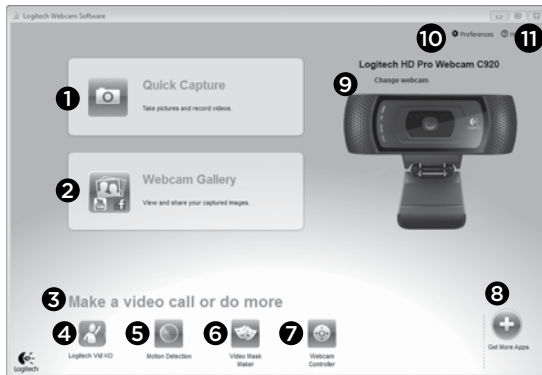 Logitech Webcam Software
10 Preferences 11
Logitech HD Pro Webcam C920
9 Change webcam
1 Quick Capture
Take pictures and record videos.
2 Webcam Gallery
View and share your captured images.
3 Make a video call or do more
4 5 6 7 8
Logitech Vid HD
Motion Detection
Video Mask
Maker
Webcam
Controller
Get More Apps
Logitech